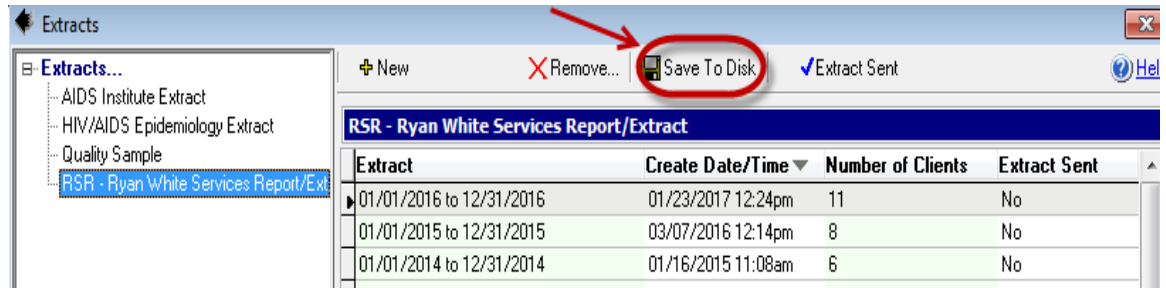 Extracts
Extracts...
AIDS Institute Extract
HIV/AIDS Epidemiology Extract
Quality Sample
RSR - Ryan White Services Report/Ext
New Remove... Save To Disk Extract Sent Hel
RSR - Ryan White Services Report/Extract
Extract Create Date/Time Number of Clients Extract Sent
01/01/2016 to 12/31/2016 01/23/2017 12:24pm 11 No
01/01/2015 to 12/31/2015 03/07/2016 12:14pm 8 No
01/01/2014 to 12/31/2014 01/16/2015 11:08am 6 No